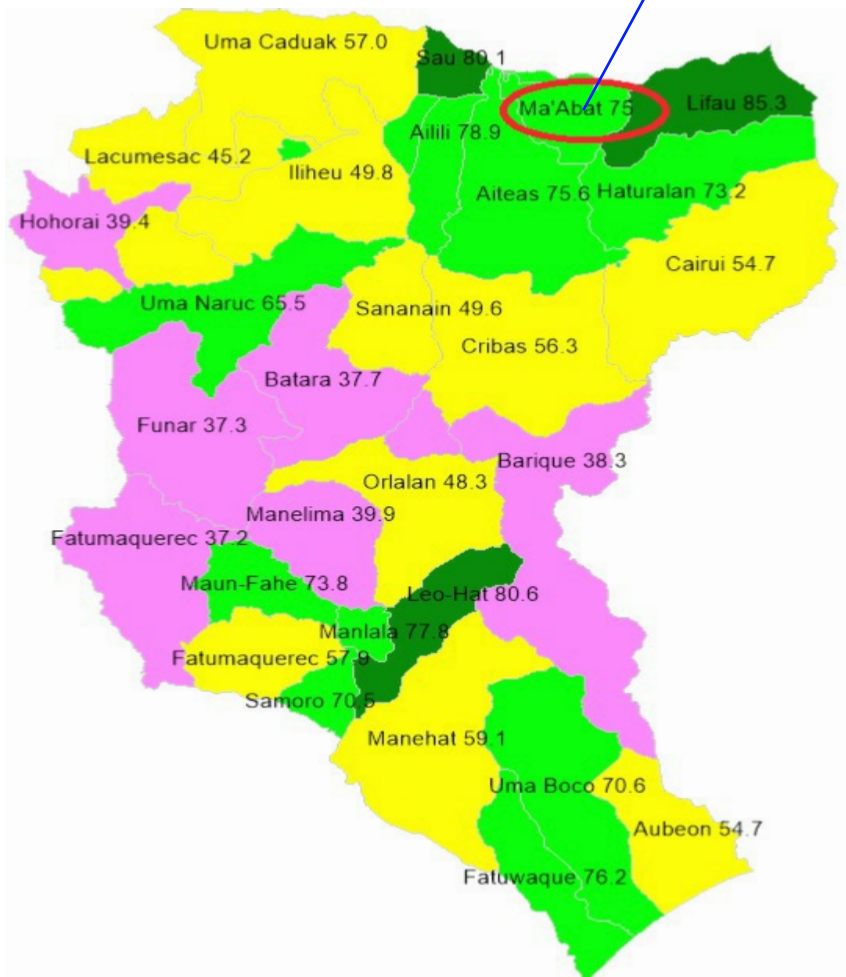 Uma Caduak 57.0
Sau 80.1
Ma'Abat 75
Lifau 85.3
Ailili 78.9
Lacumesac 45.2
Iliheu 49.8
Aiteas 75.6
Haturalan 73.2
Hohorai 39.4
Cairui 54.7
Uma Naruc 65.5
Sananain 49.6
Cribas 56.3
Batara 37.7
Funar 37.3
Barique 38.3
Orlalan 48.3
Manelima 39.9
Fatumaquerec 37.2
Maun-Fahe 73.8
Leo-Hat 80.6
Manlala 77.8
Fatumaquerec 57.9
Samoro 70.5
Manehat 59.1
Uma Boco 70.6
Aubeon 54.7
Fatuwaque 76.2